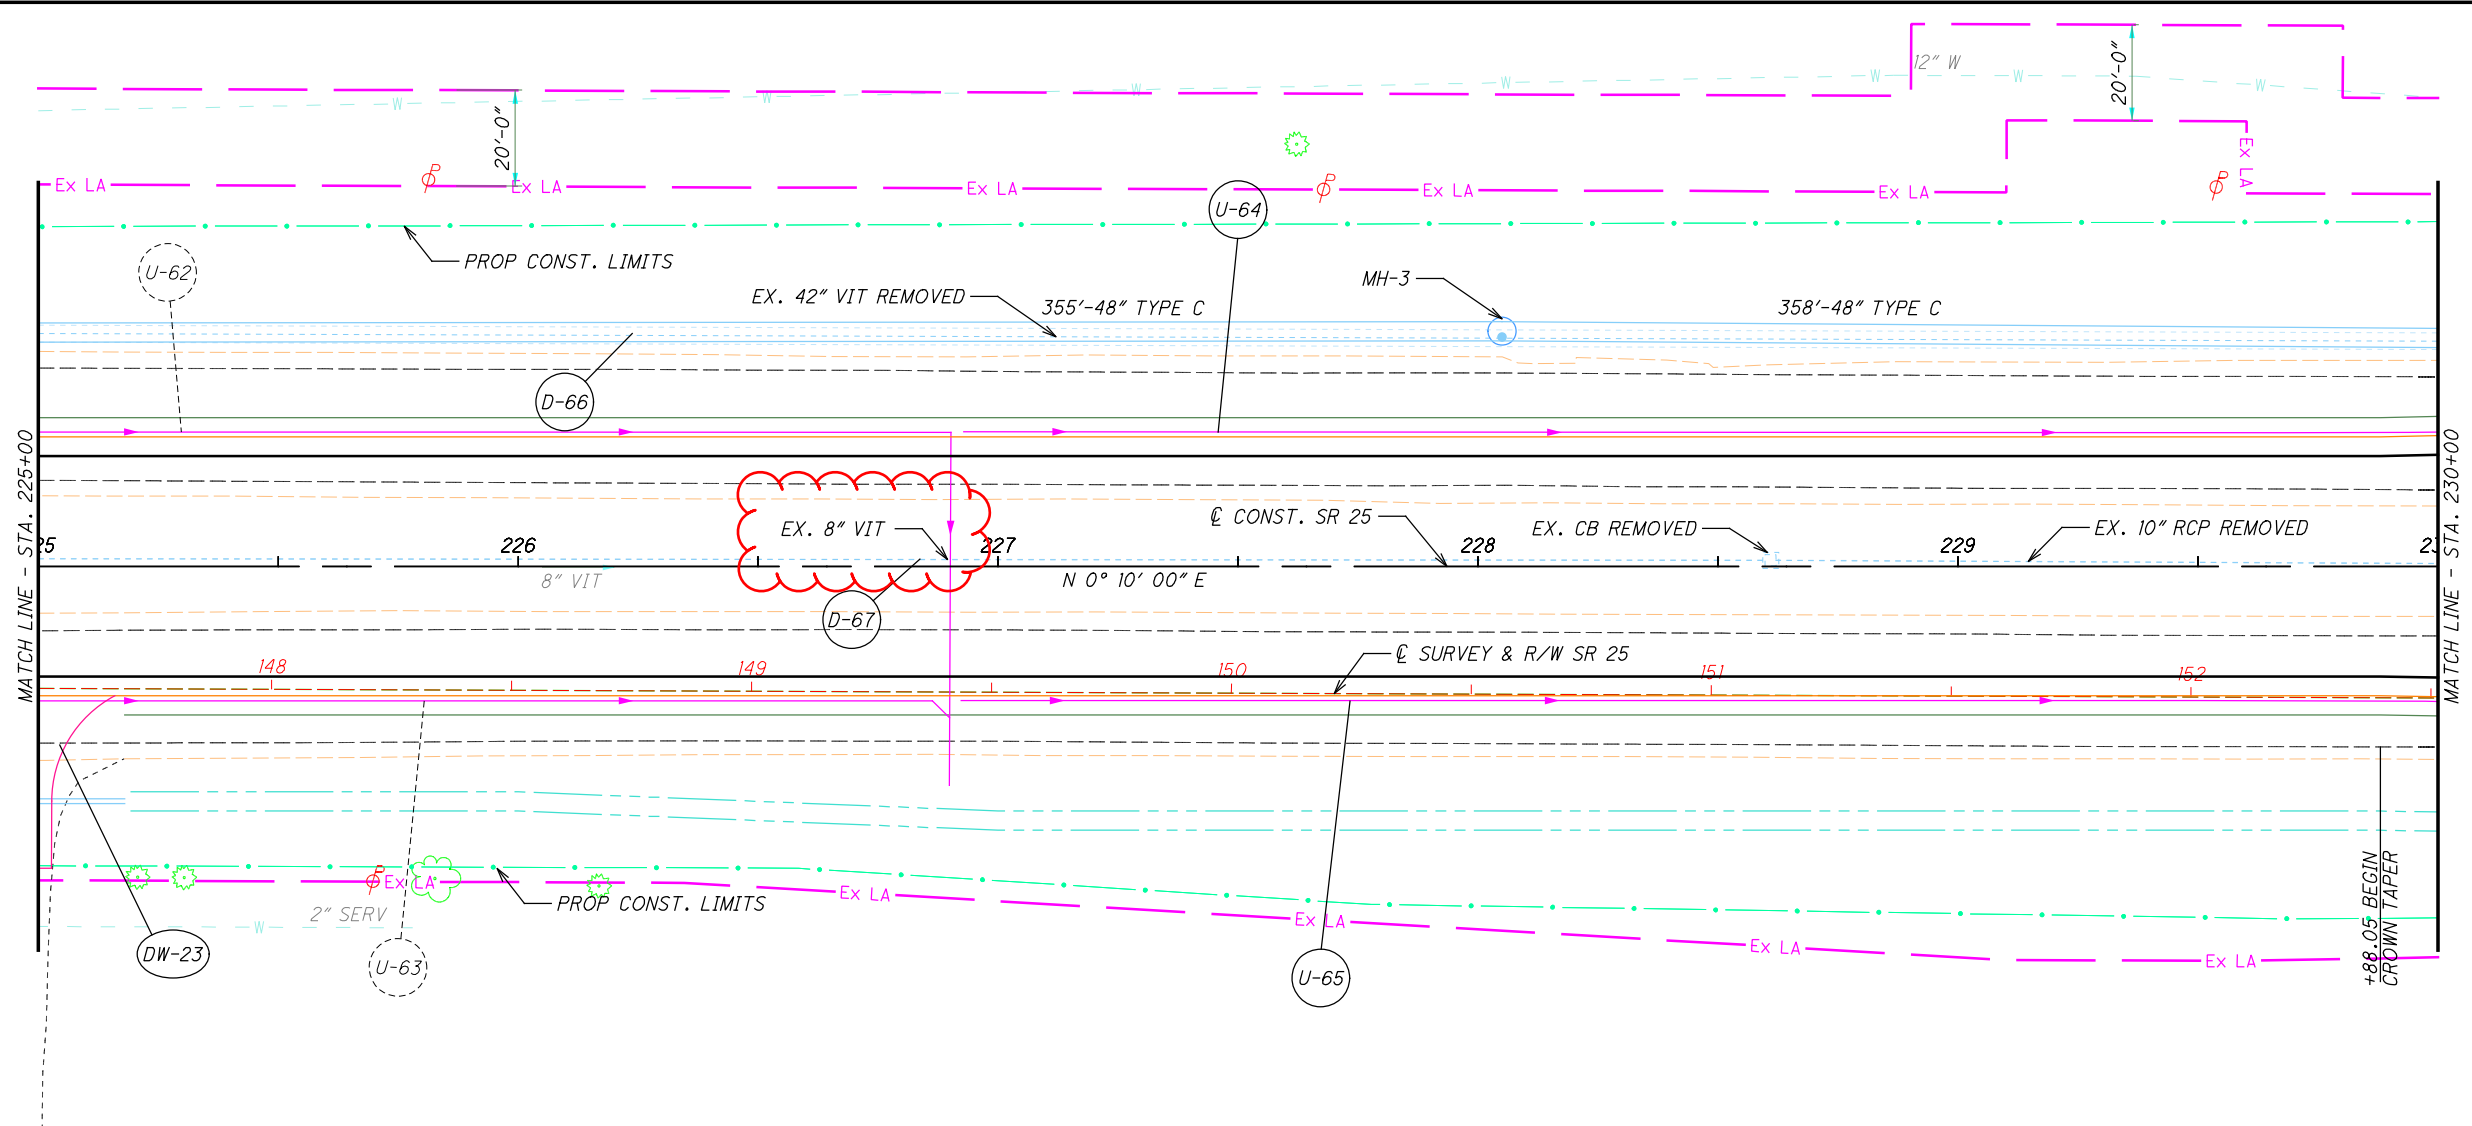 12" W
W W W W W W W
20'-0"
20'-0"
Ex LA P Ex LA Ex LA P Ex LA Ex LA P Ex LA
U-64
U-62
PROP CONST. LIMITS
MH-3
EX. 42" VIT REMOVED
355'-48" TYPE C
358'-48" TYPE C
D-66
MATCH LINE - STA. 225+00
MATCH LINE - STA. 230+00
EX. 8" VIT
℄ CONST. SR 25
EX. CB REMOVED
EX. 10" RCP REMOVED
25 226 227 228 229 23
8" VIT
N 0° 10' 00" E
D-67
℄ SURVEY & R/W SR 25
148 149 150 151 152
P Ex LA
Ex LA
Ex LA
Ex LA
Ex LA
PROP CONST. LIMITS
2" SERV
W
DW-23
U-63
U-65
+88.05 BEGIN
CROWN TAPER